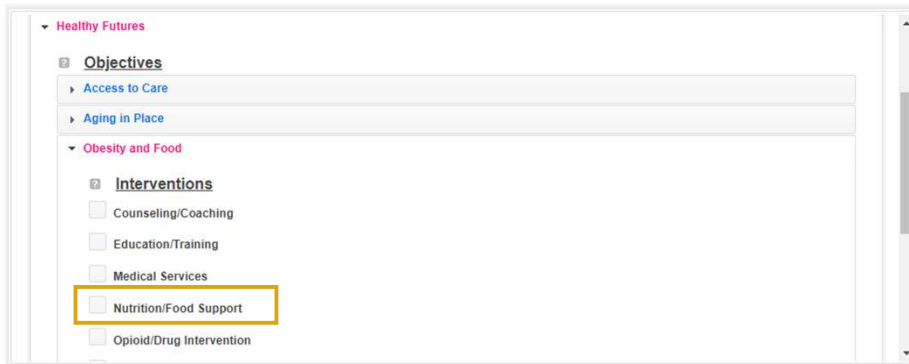 Healthy Futures
Objectives
Access to Care
Aging in Place
Obesity and Food
Interventions
Counseling/Coaching
Education/Training
Medical Services
Nutrition/Food Support
Opioid/Drug Intervention